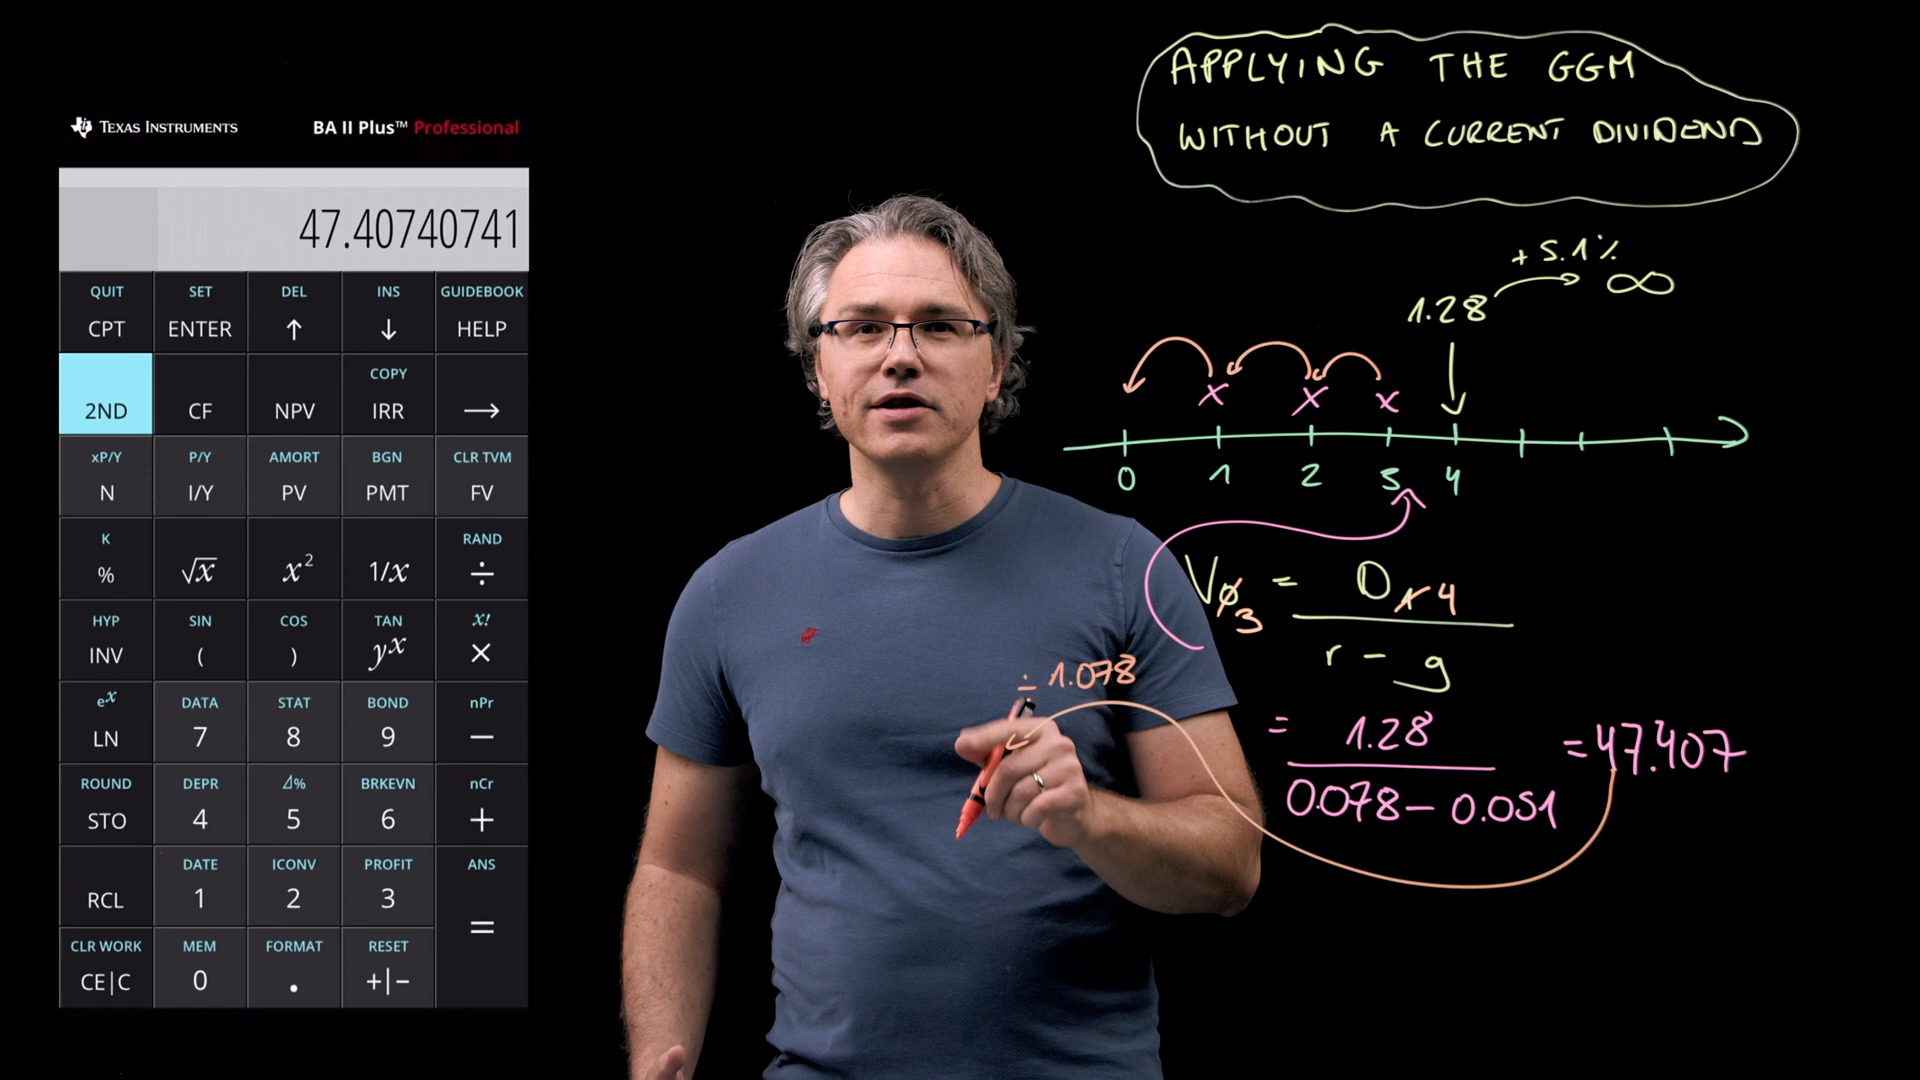 TEXAS INSTRUMENTS BA II Plus™ Professional
47.40740741
QUIT SET DEL INS GUIDEBOOK
CPT ENTER ↑ ↓ HELP
COPY
2ND CF NPV IRR →
xP/Y P/Y AMORT BGN CLR TVM
N I/Y PV PMT FV
K RAND
% √x x² 1/x ÷
HYP SIN COS TAN x!
INV ( ) yˣ ×
eˣ DATA STAT BOND nPr
LN 7 8 9 −
ROUND DEPR Δ% BRKEVN nCr
STO 4 5 6 +
DATE ICONV PROFIT ANS
RCL 1 2 3 =
CLR WORK MEM FORMAT RESET
CE|C 0 . +|−
APPLYING THE GGM
WITHOUT A CURRENT DIVIDEND
+ 5.1%
1.28 ∞
x x x
0 1 2 3 4
V0 3 = D1 4
r - g
÷ 1.078
= 1.28 = 47.407
0.078 - 0.051